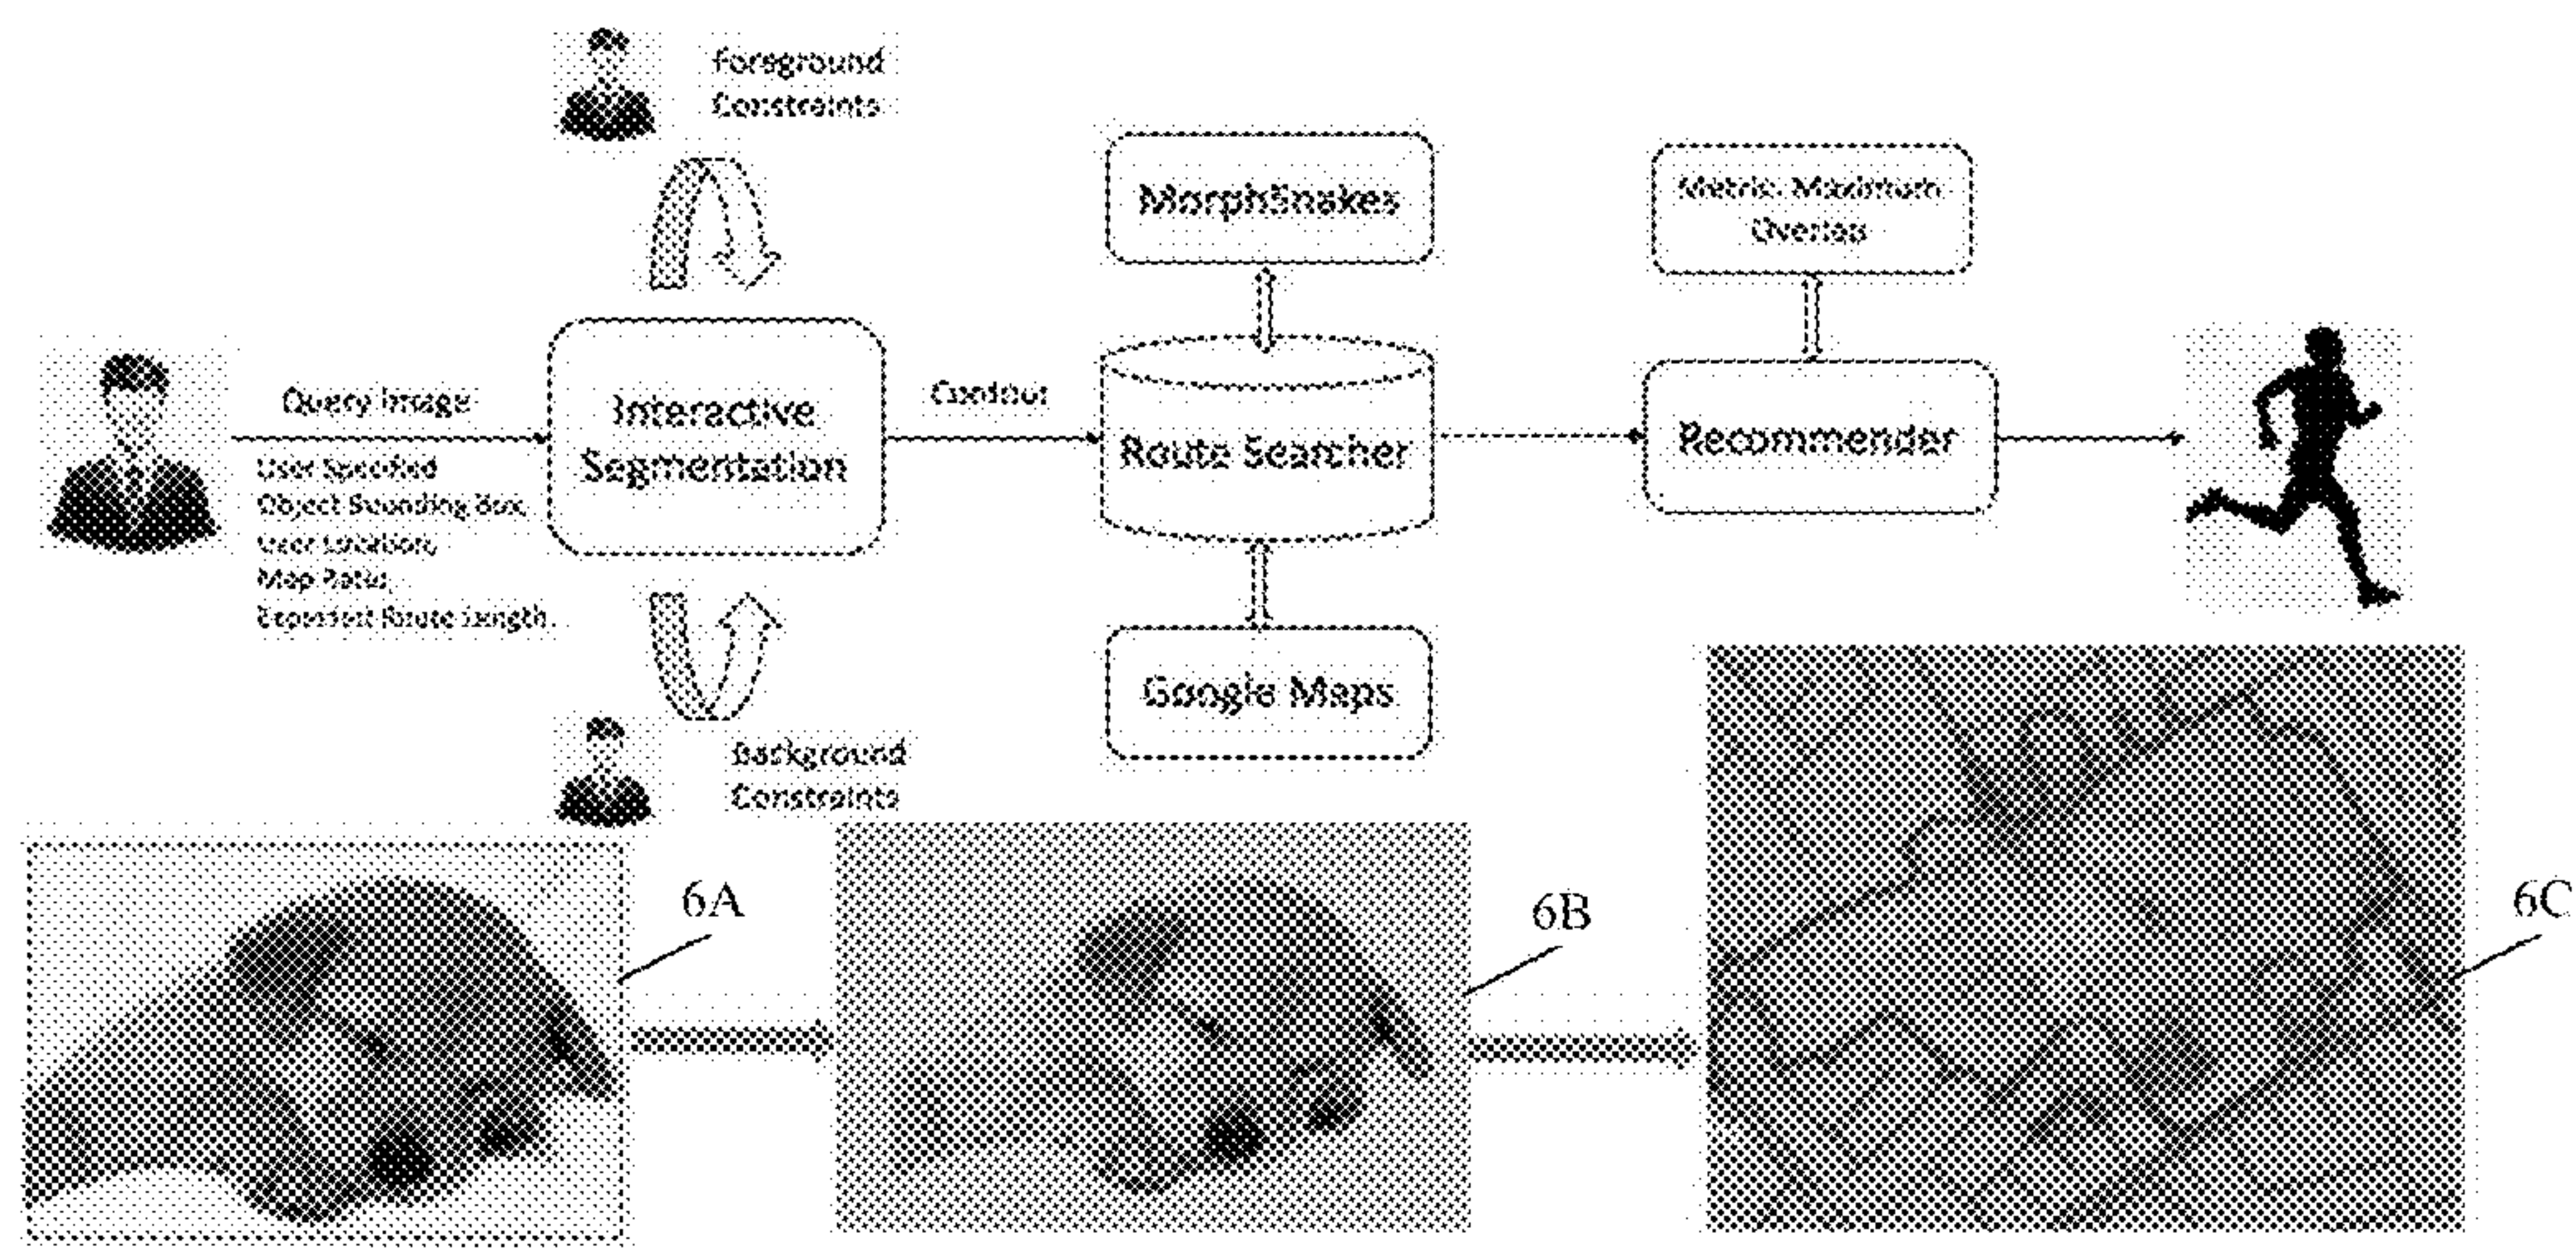 Foreground
Constraints
MorphSnakes
Metric: Maximum
Overlap
Query Image
User Specified
Object Bounding Box,
User Location,
Map Ratio,
Expected Route Length
Interactive
Segmentation
Contour
Route Searcher
Recommender
Google Maps
Background
Constraints
6A
6B
6C